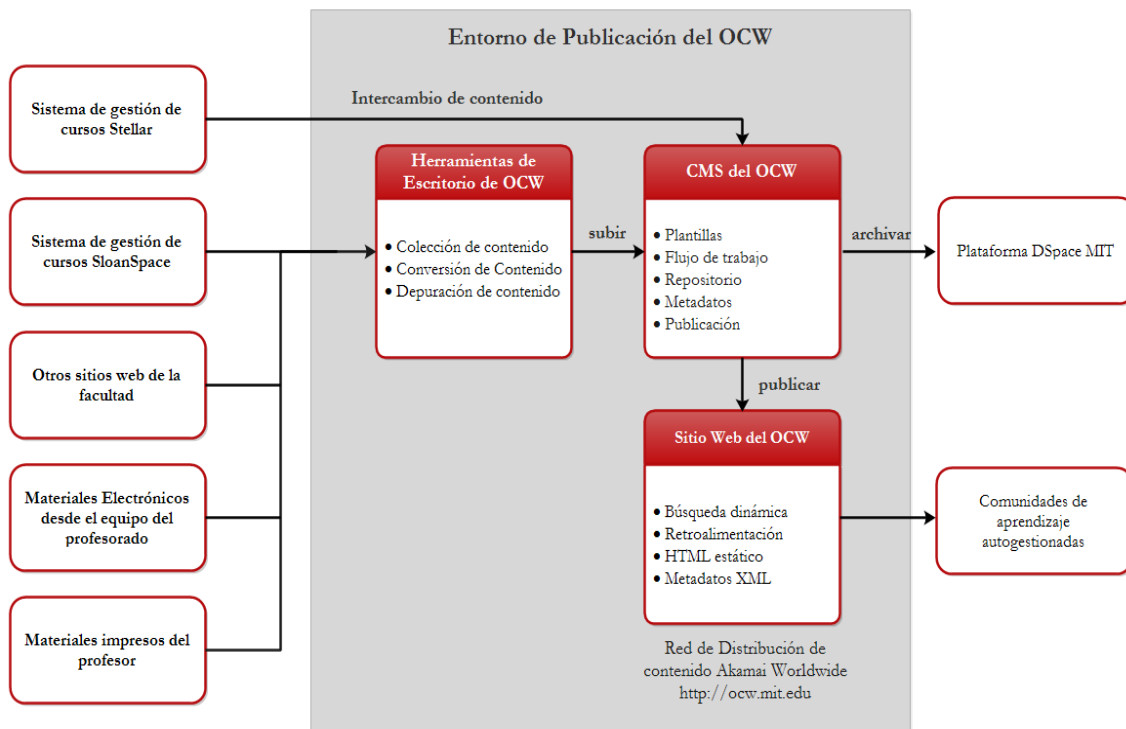 Entorno de Publicación del OCW
Sistema de gestión de
cursos Stellar
Intercambio de contenido
Herramientas de
Escritorio de OCW
• Colección de contenido
• Conversión de Contenido
• Depuración de contenido
subir
CMS del OCW
• Plantillas
• Flujo de trabajo
• Repositorio
• Metadatos
• Publicación
archivar
Plataforma DSpace MIT
Sistema de gestión de
cursos SloanSpace
Otros sitios web de la
facultad
publicar
Sitio Web del OCW
• Búsqueda dinámica
• Retroalimentación
• HTML estático
• Metadatos XML
Comunidades de
aprendizaje
autogestionadas
Materiales Electrónicos
desde el equipo del
profesorado
Materiales impresos del
profesor
Red de Distribución de
contenido Akamai Worldwide
http://ocw.mit.edu